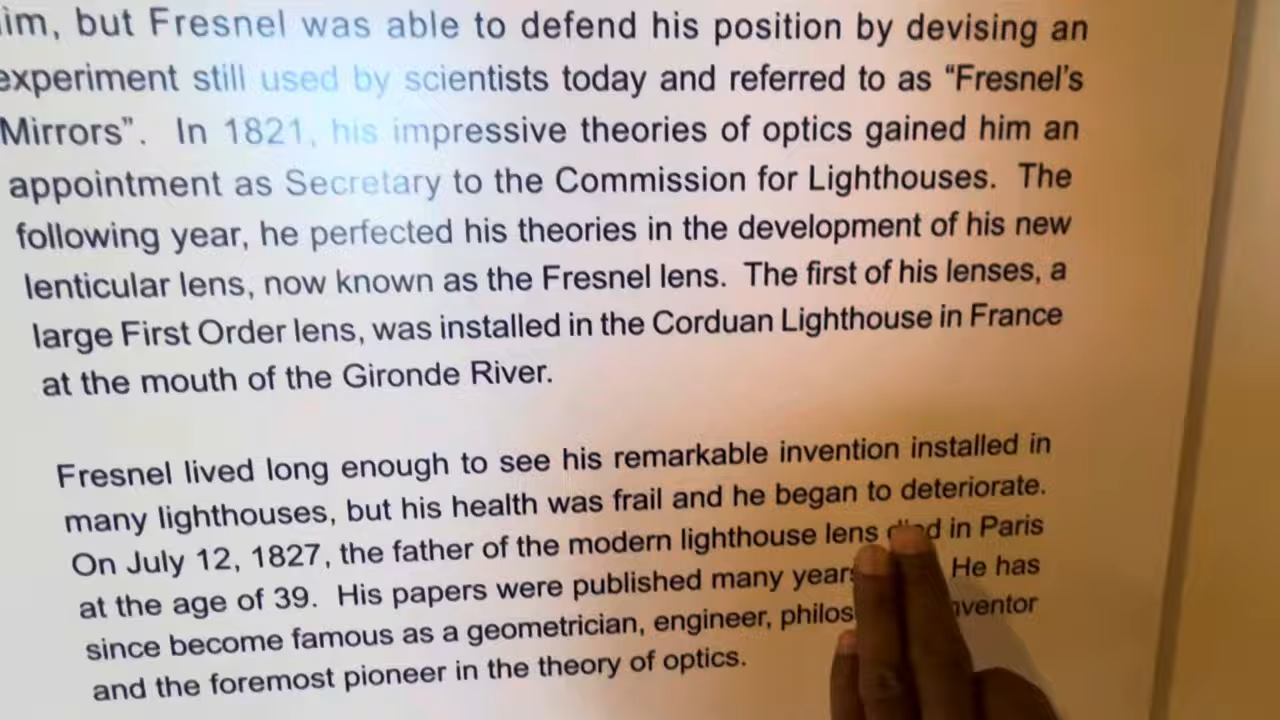 him, but Fresnel was able to defend his position by devising an
experiment still used by scientists today and referred to as “Fresnel’s
Mirrors”. In 1821, his impressive theories of optics gained him an
appointment as Secretary to the Commission for Lighthouses. The
following year, he perfected his theories in the development of his new
lenticular lens, now known as the Fresnel lens. The first of his lenses, a
large First Order lens, was installed in the Corduan Lighthouse in France
at the mouth of the Gironde River.
Fresnel lived long enough to see his remarkable invention installed in
many lighthouses, but his health was frail and he began to deteriorate.
On July 12, 1827, the father of the modern lighthouse lens died in Paris
at the age of 39. His papers were published many He has
since become famous as a geometrician, engineer,
and the foremost pioneer in the theory of optics.